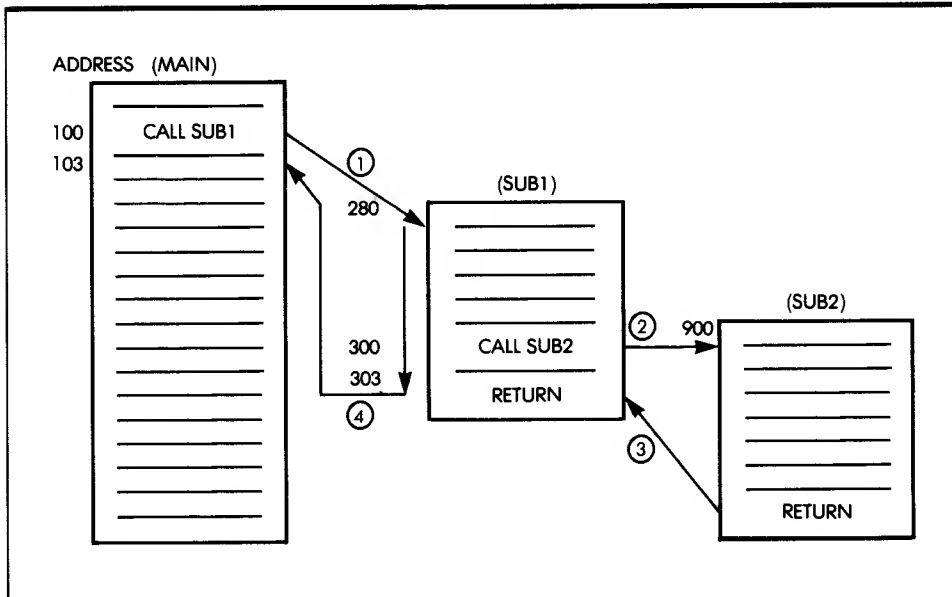 ADDRESS (MAIN)
100 CALL SUB1
103
1
280
(SUB1)
300 CALL SUB2
303
RETURN
4
2
900
(SUB2)
3
RETURN